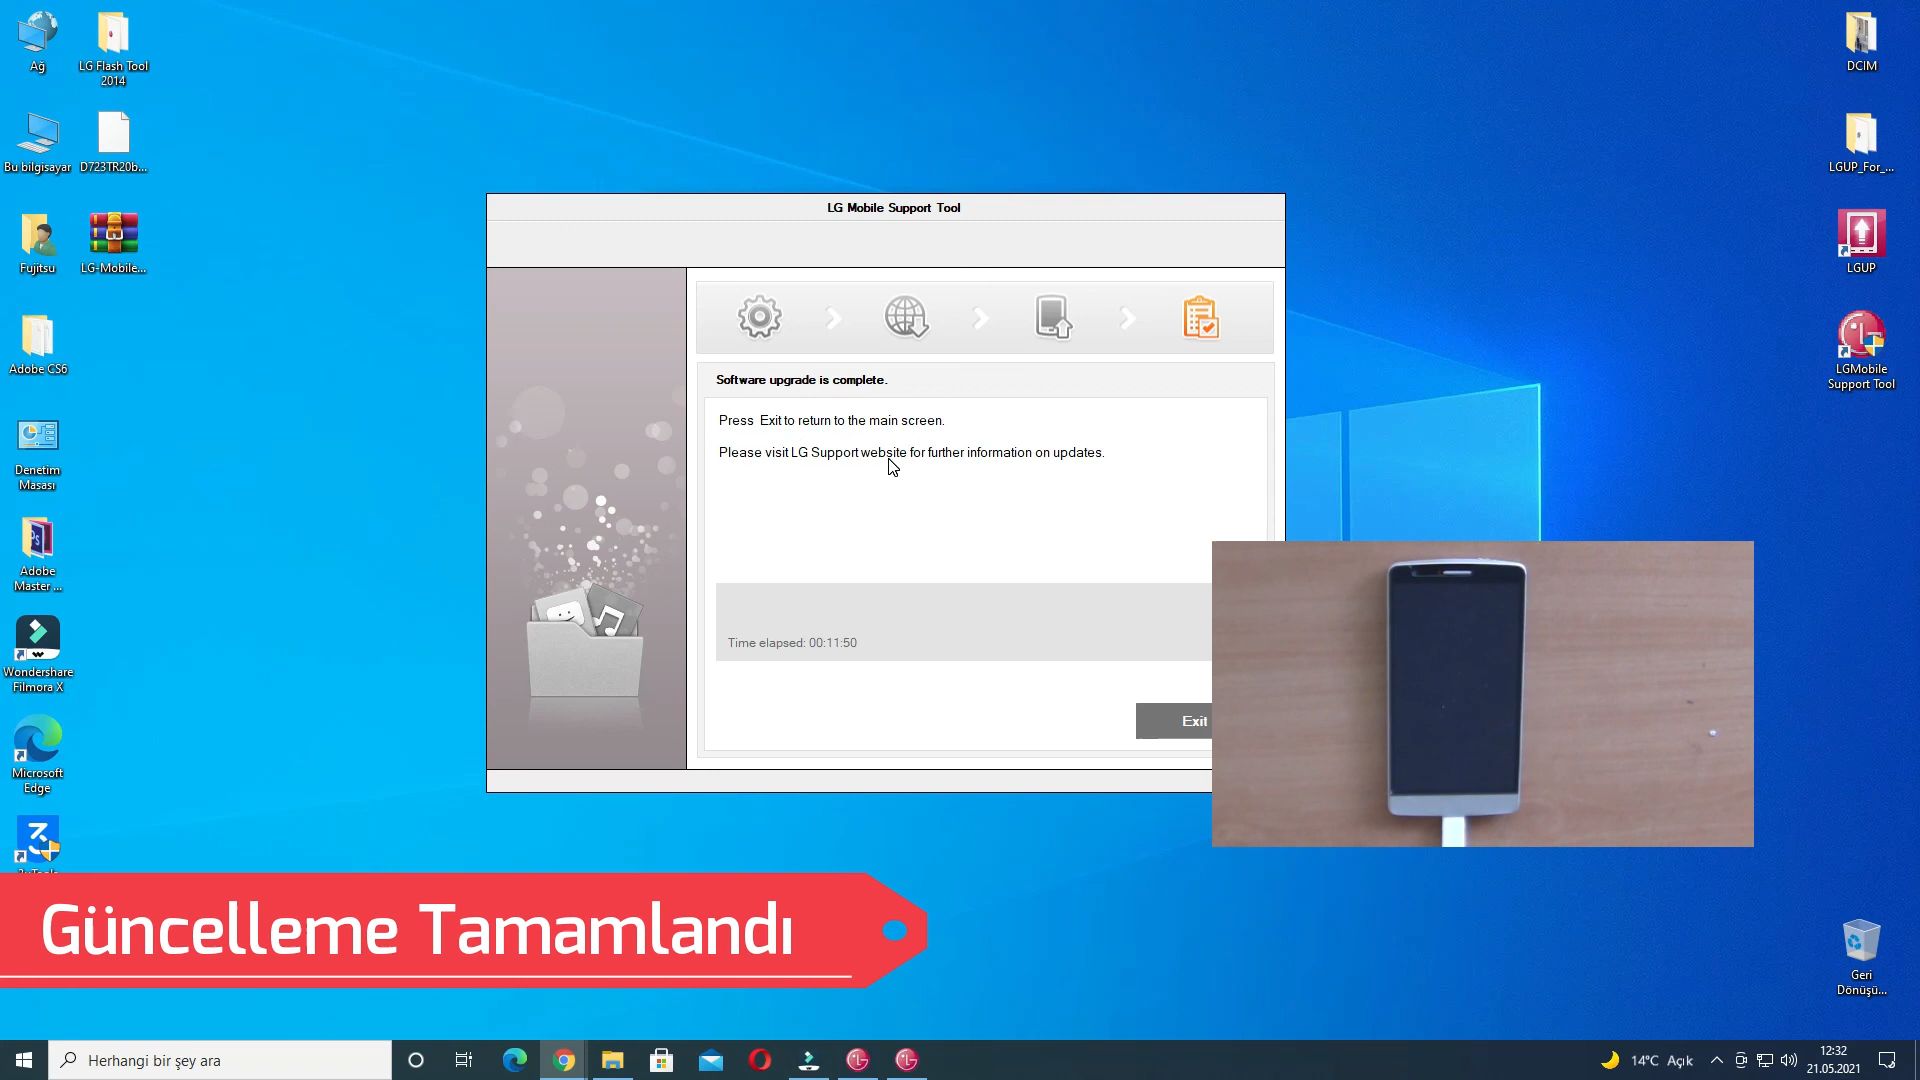 Ağ
LG Flash Tool
2014
Bu bilgisayar
D723TR20b...
Fujitsu
LG-Mobile...
Adobe CS6
Denetim
Masası
Adobe
Master ...
Wondershare
Filmora X
Microsoft
Edge
DCIM
LGUP_For_...
LGUP
LGMobile
Support Tool
Geri
Dönüşü...
LG Mobile Support Tool
Software upgrade is complete.
Press Exit to return to the main screen.
Please visit LG Support website for further information on updates.
Time elapsed: 00:11:50
Exit
Güncelleme Tamamlandı
Herhangi bir şey ara
14°C Açık
12:32
21.05.2021